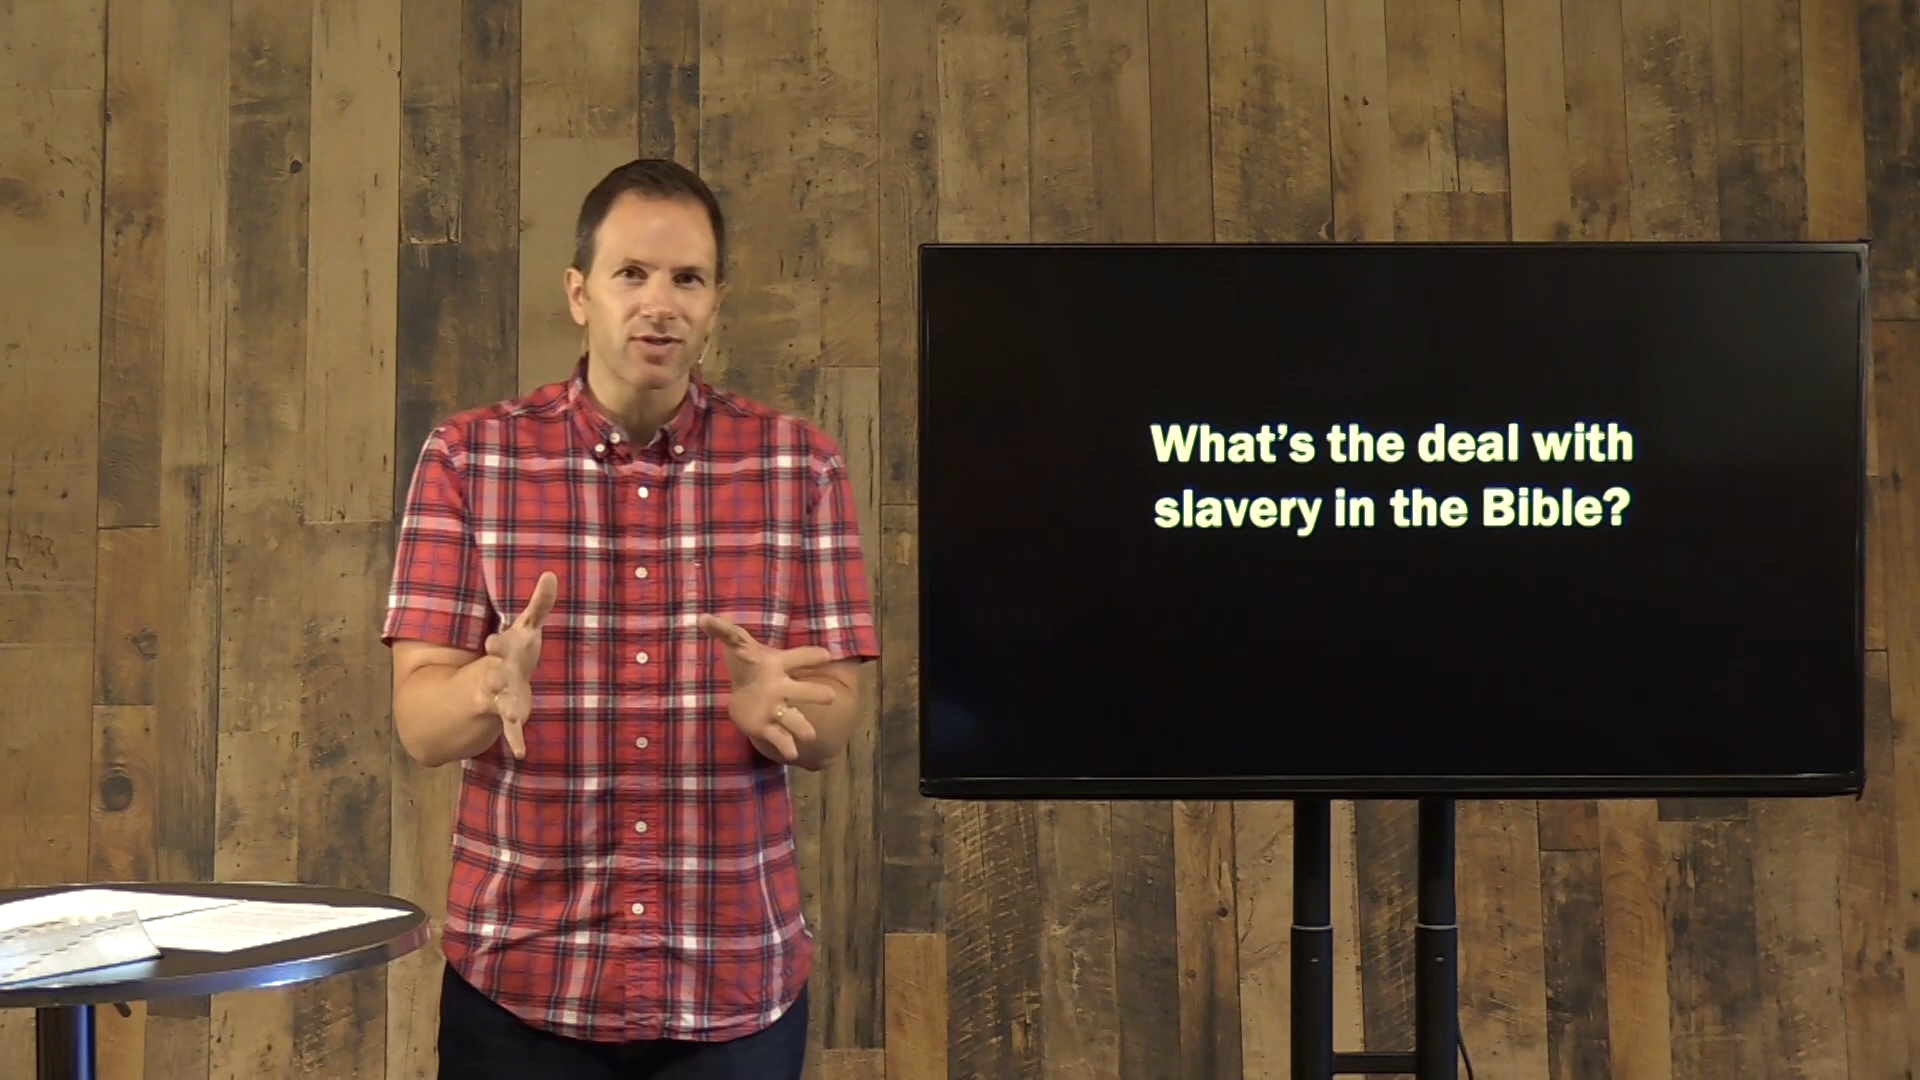 What's the deal with
slavery in the Bible?